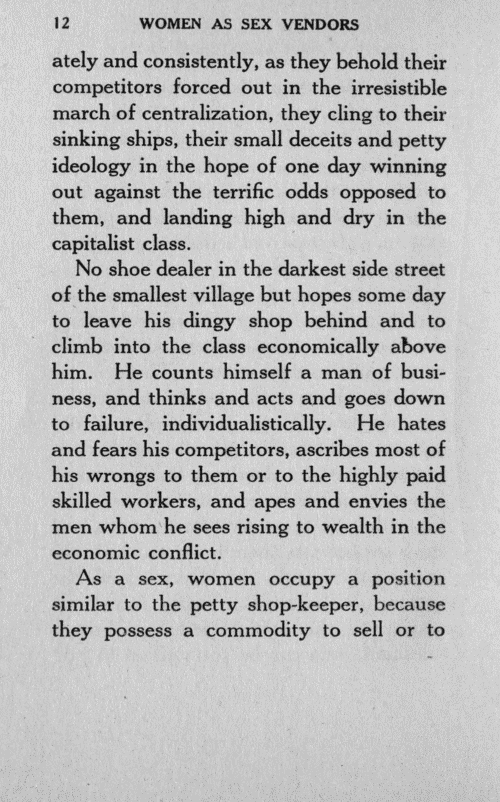 12 WOMEN AS SEX VENDORS
ately and consistently, as they behold their
competitors forced out in the irresistible
march of centralization, they cling to their
sinking ships, their small deceits and petty
ideology in the hope of one day winning
out against the terrific odds opposed to
them, and landing high and dry in the
capitalist class.
No shoe dealer in the darkest side street
of the smallest village but hopes some day
to leave his dingy shop behind and to
climb into the class economically above
him. He counts himself a man of busi-
ness, and thinks and acts and goes down
to failure, individualistically. He hates
and fears his competitors, ascribes most of
his wrongs to them or to the highly paid
skilled workers, and apes and envies the
men whom he sees rising to wealth in the
economic conflict.
As a sex, women occupy a position
similar to the petty shop-keeper, because
they possess a commodity to sell or to